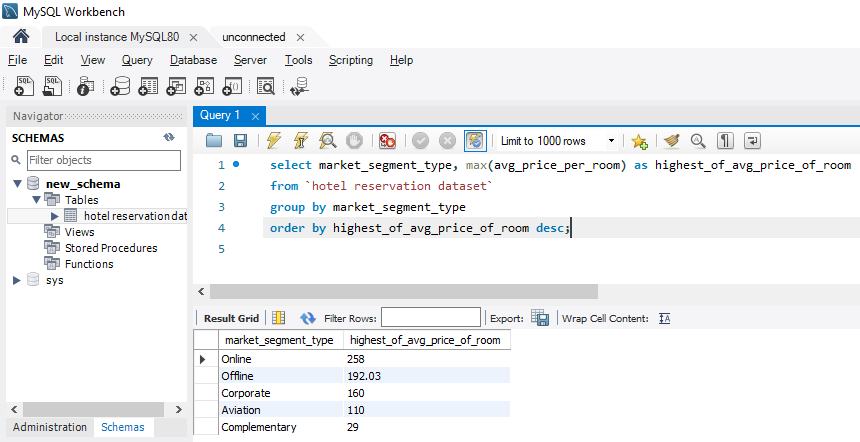 MySQL Workbench
Local instance MySQL80 × unconnected ×
File Edit View Query Database Server Tools Scripting Help
Navigator
SCHEMAS
Filter objects
new_schema
Tables
hotel reservation dat
Views
Stored Procedures
Functions
sys
Administration Schemas
Query 1 ×
Limit to 1000 rows
1 select market_segment_type, max(avg_price_per_room) as highest_of_avg_price_of_room
2 from `hotel reservation dataset`
3 group by market_segment_type
4 order by highest_of_avg_price_of_room desc;
5
Result Grid Filter Rows: Export: Wrap Cell Content:
market_segment_type highest_of_avg_price_of_room
Online 258
Offline 192.03
Corporate 160
Aviation 110
Complementary 29